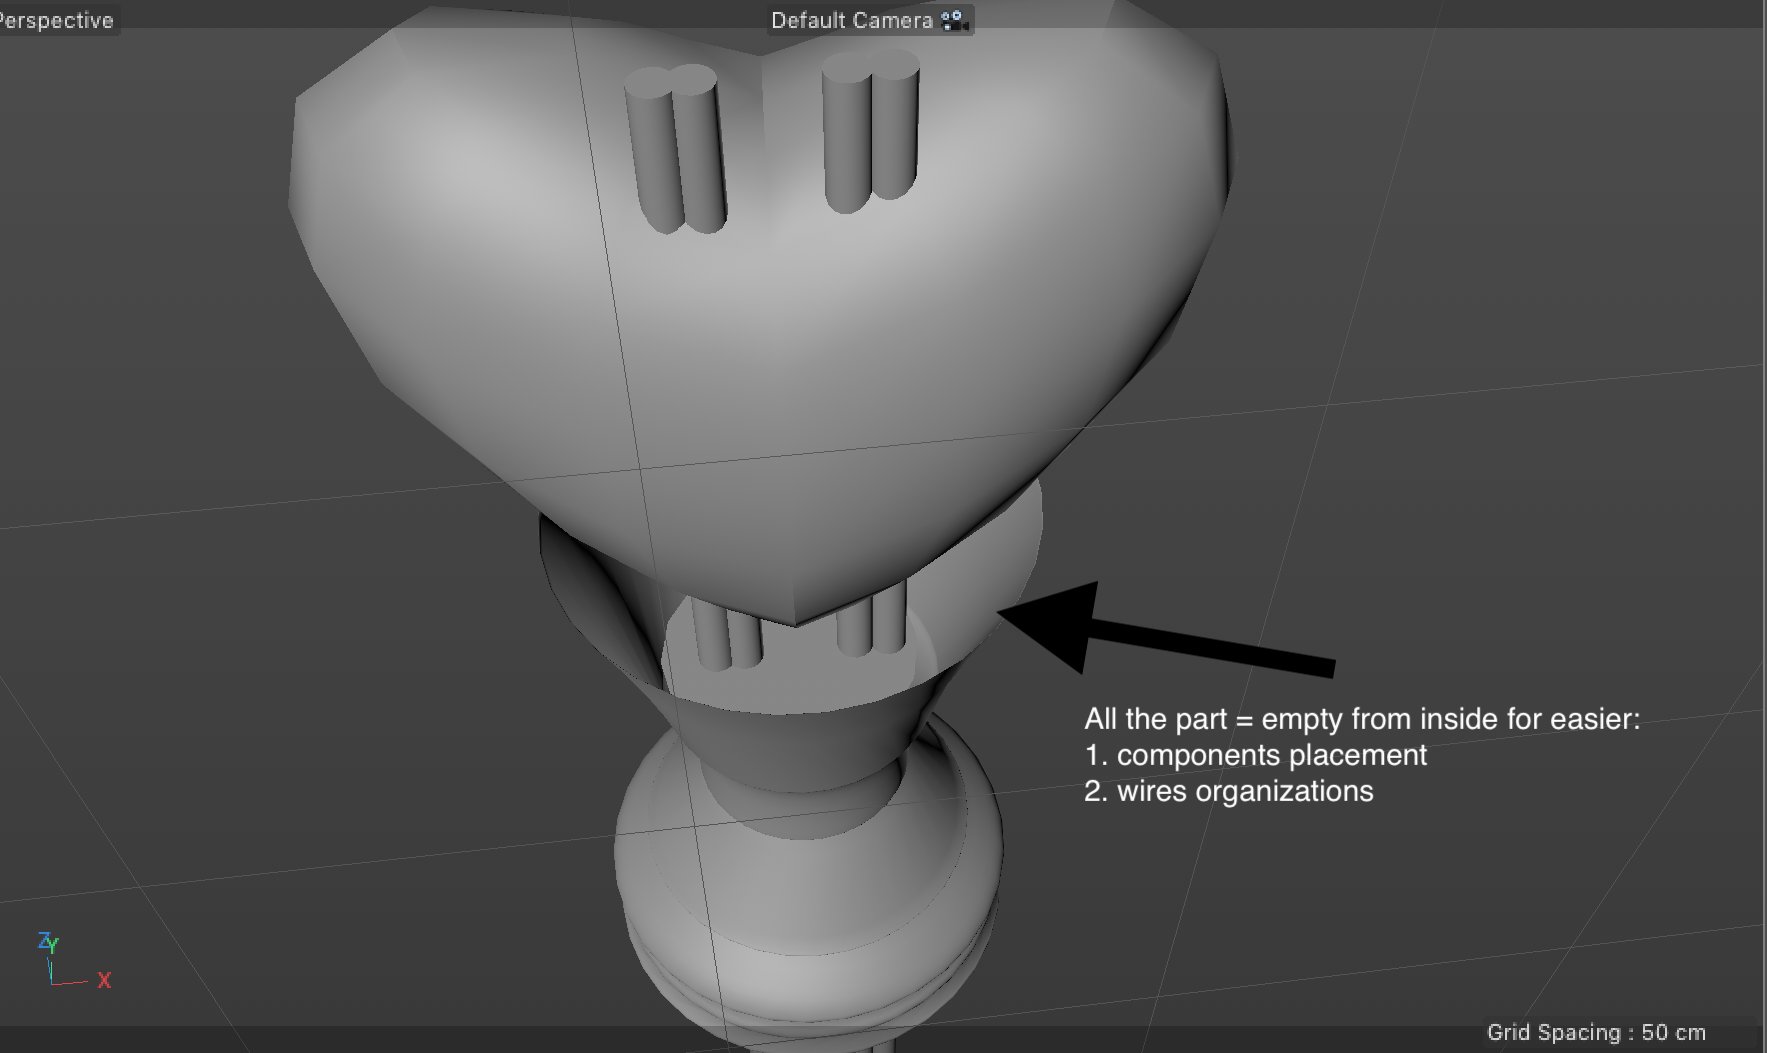 Perspective
Default Camera
All the part = empty from inside for easier:
1. components placement
2. wires organizations
Z
Y
X
Grid Spacing : 50 cm